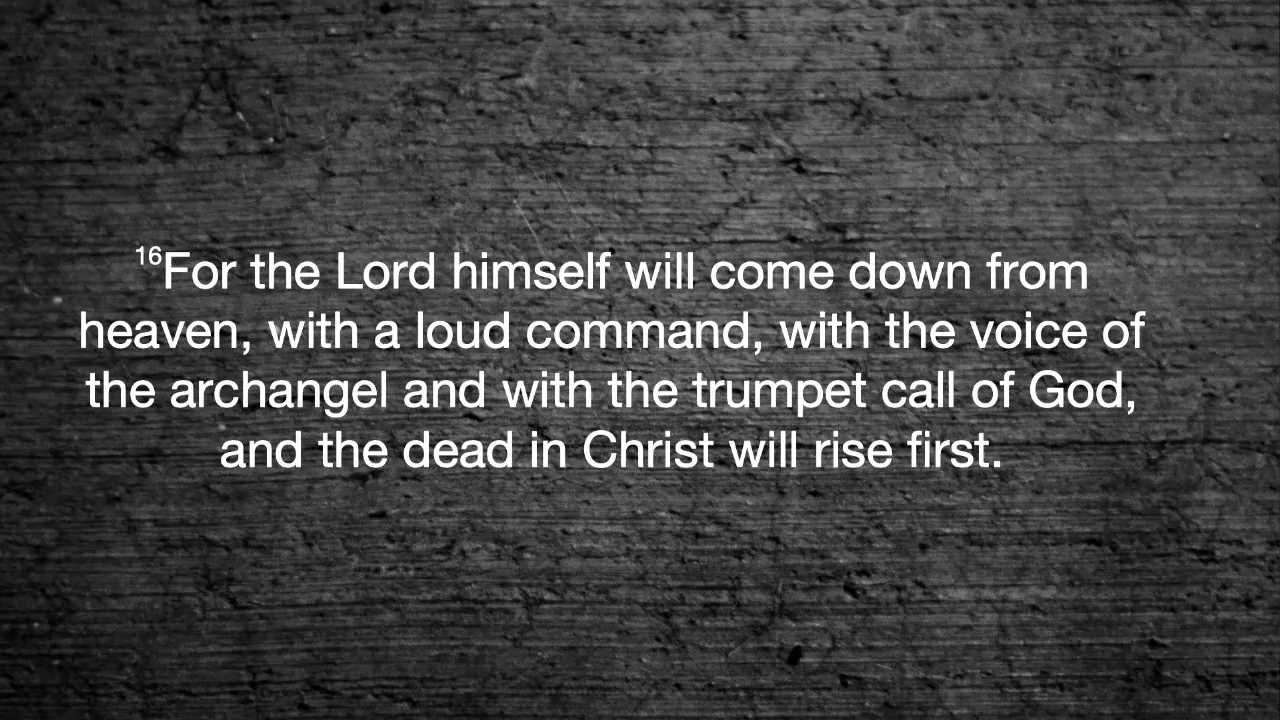 16For the Lord himself will come down from
heaven, with a loud command, with the voice of
the archangel and with the trumpet call of God,
and the dead in Christ will rise first.